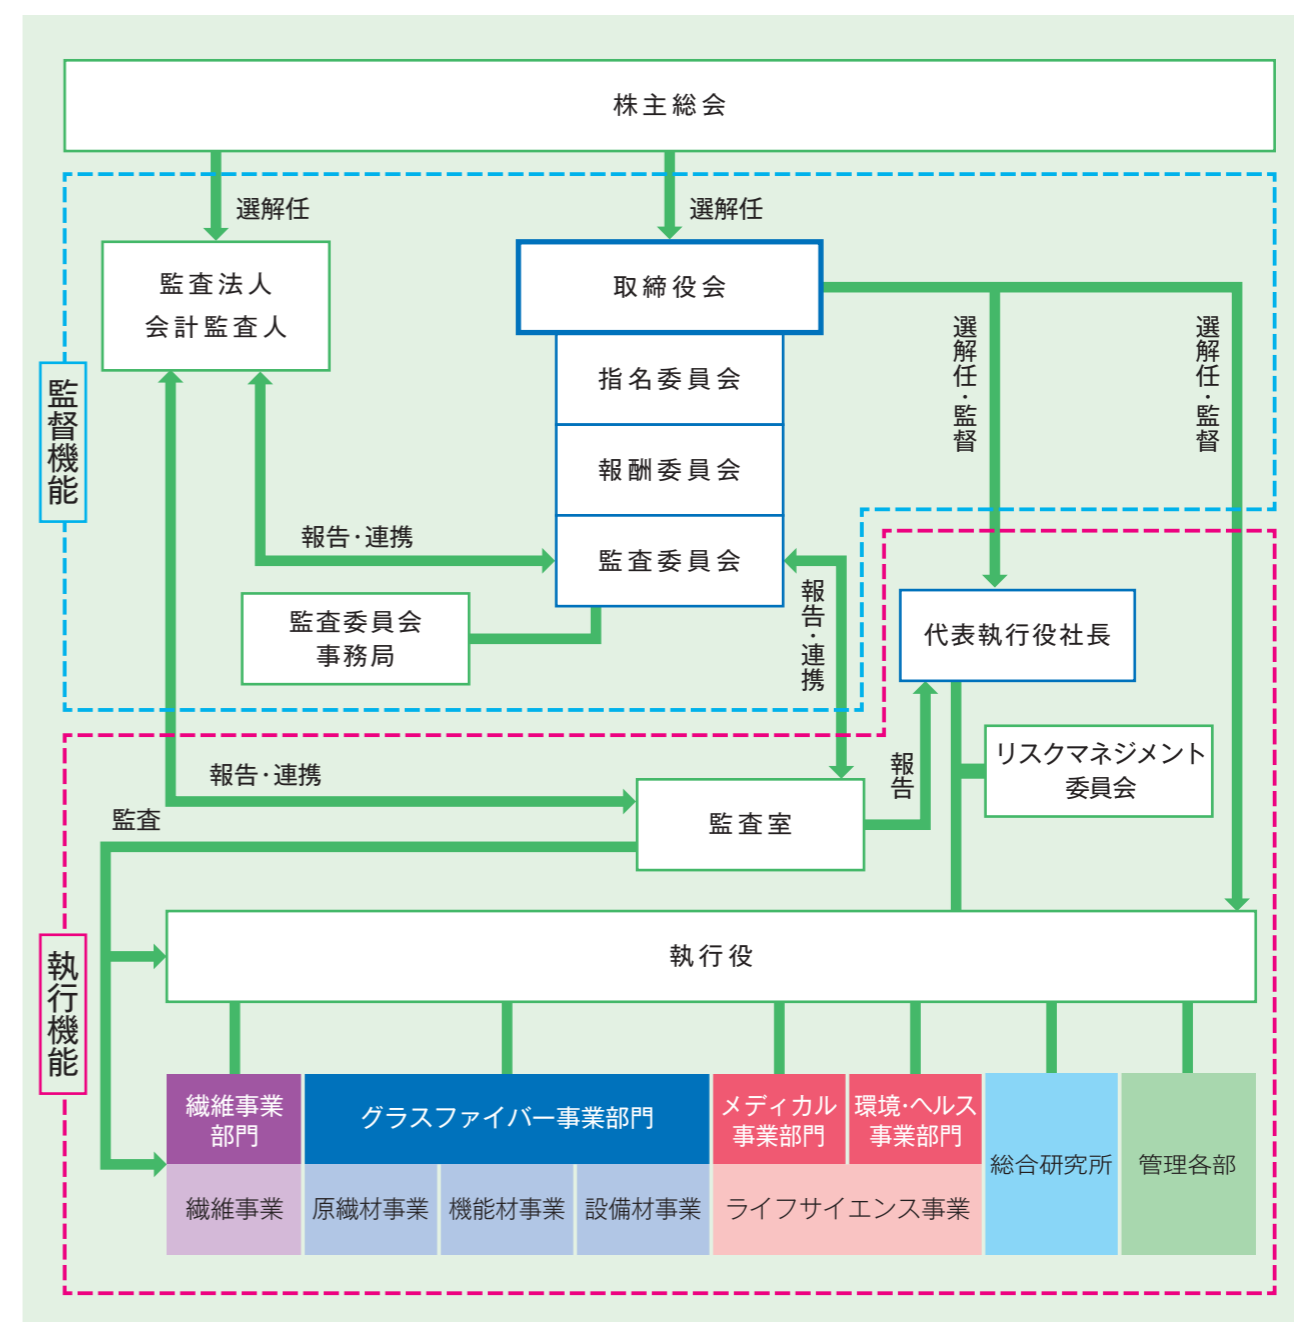 株主総会
選解任
選解任
監査法人
会計監査人
取締役会
指名委員会
報酬委員会
監査委員会
選解任・監督
選解任・監督
監督機能
報告・連携
監査委員会
事務局
報告・連携
代表執行役社長
リスクマネジメント
委員会
報告
報告・連携
監査
監査室
執行機能
執行役
繊維事業
部門
グラスファイバー事業部門
メディカル
事業部門
環境・ヘルス
事業部門
総合研究所
管理各部
繊維事業
原繊材事業
機能材事業
設備材事業
ライフサイエンス事業